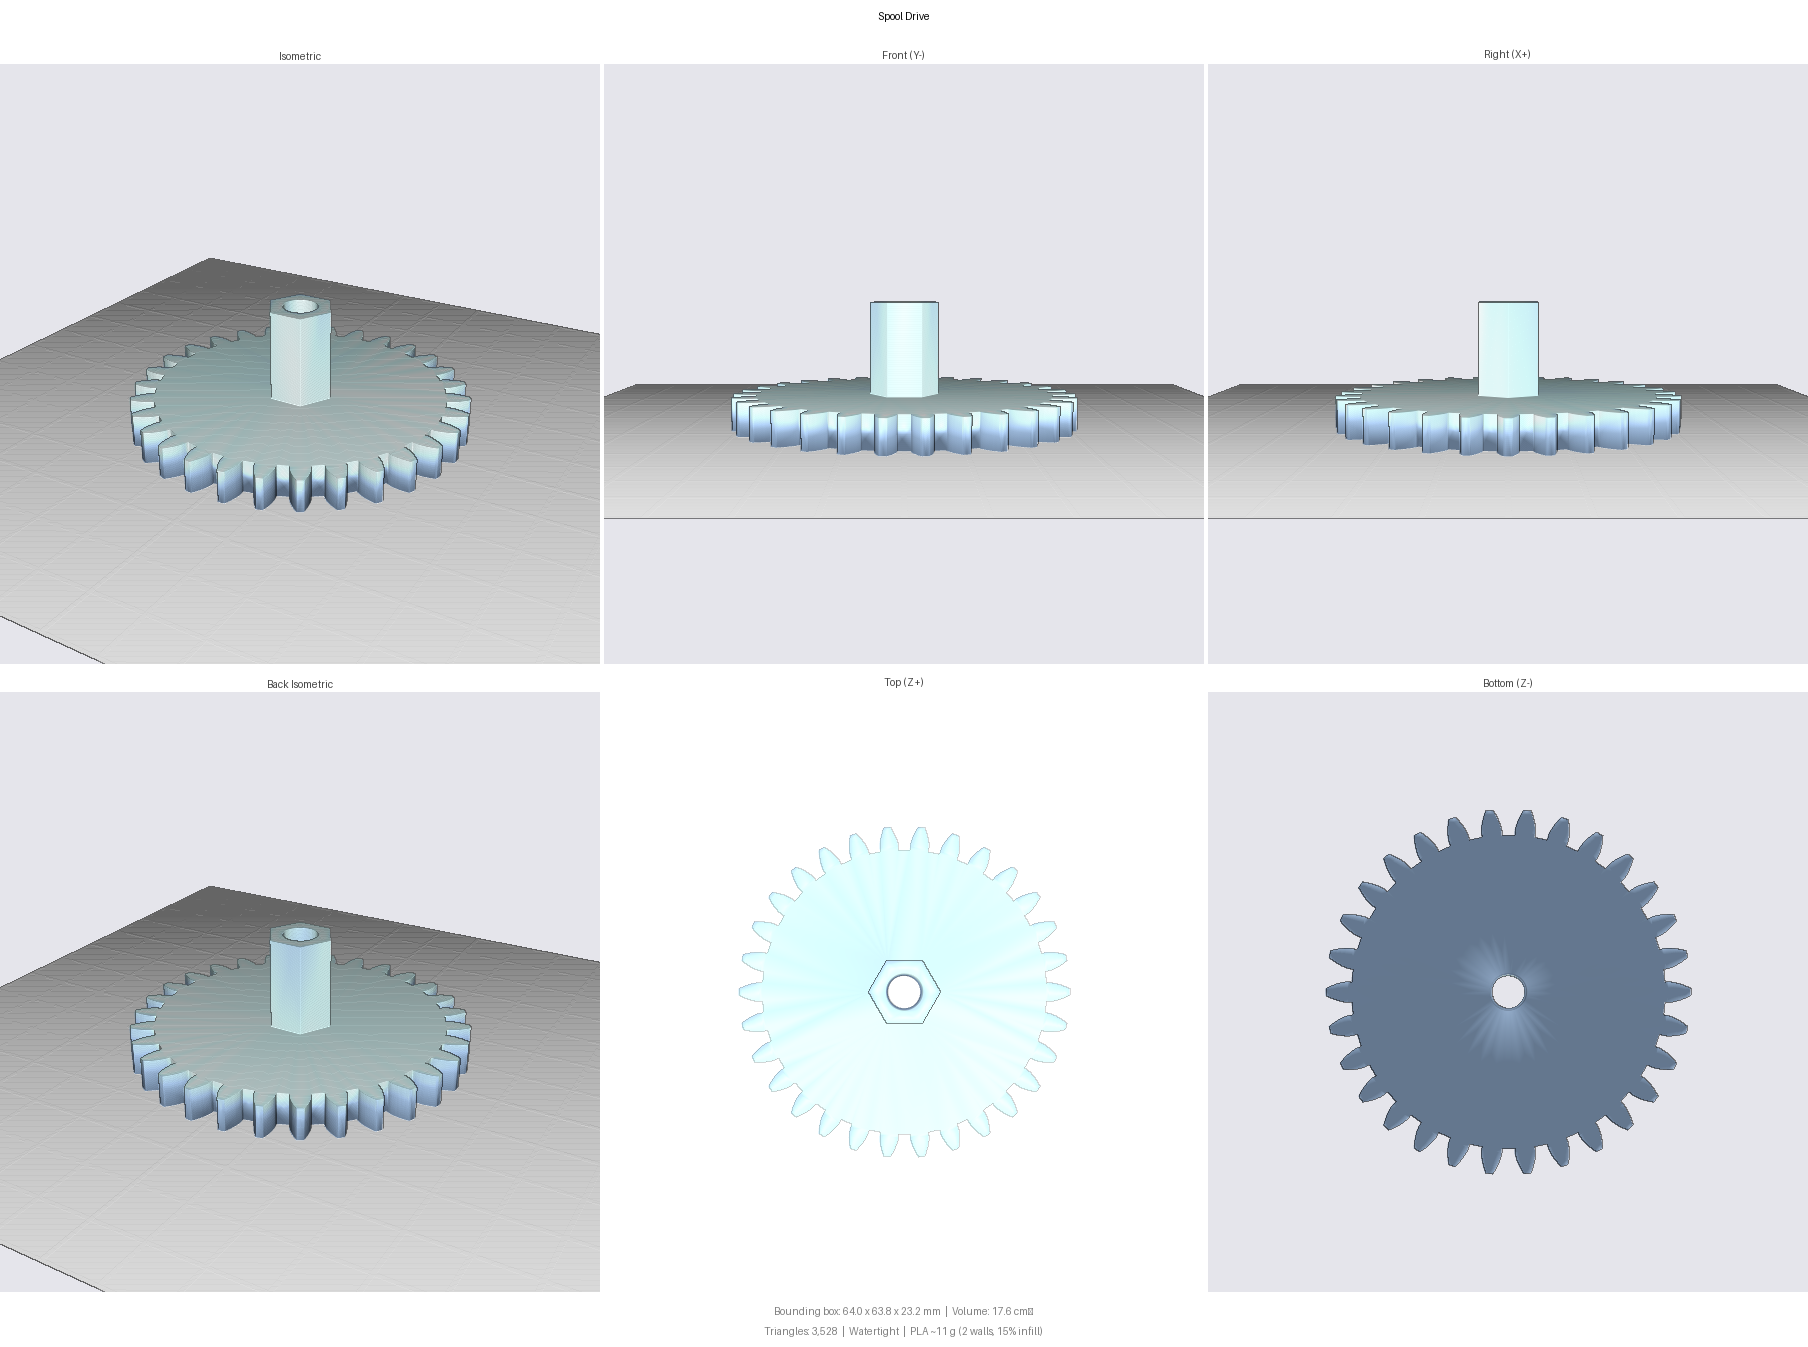 Spool Drive
Isometric
Front (Y-)
Right (X+)
Back Isometric
Top (Z+)
Bottom (Z-)
Bounding box: 64.0 x 63.8 x 23.2 mm | Volume: 17.6 cm▯
Triangles: 3,528 | Watertight | PLA ~11 g (2 walls, 15% infill)